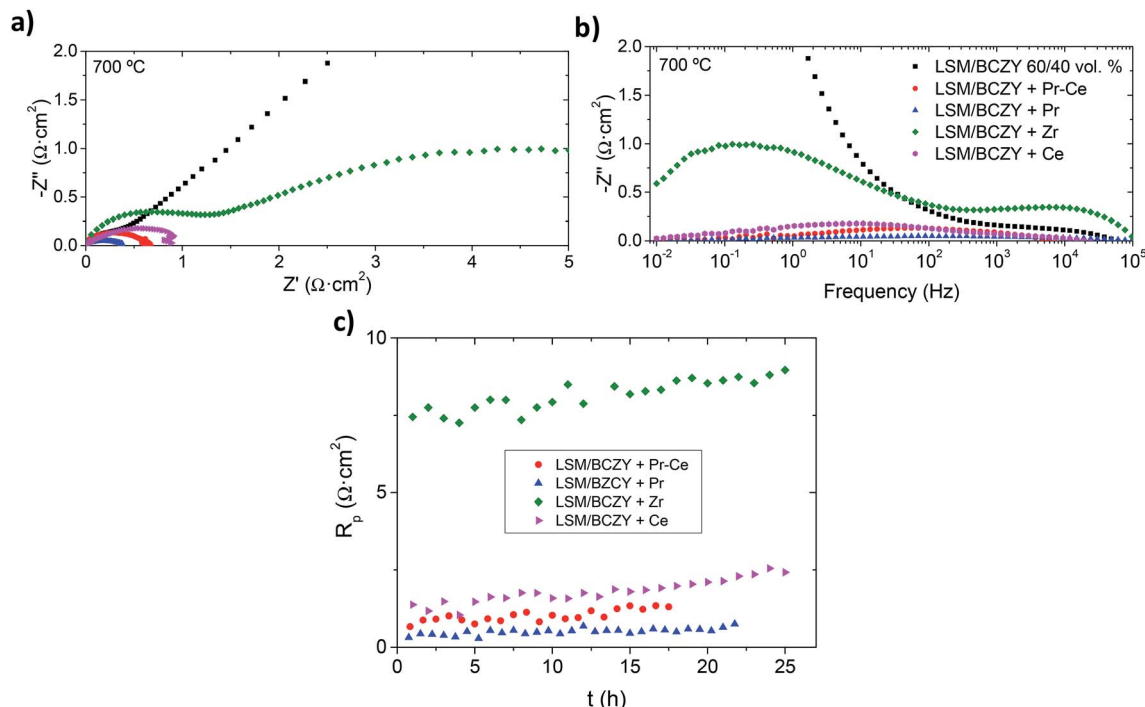 a)
2.0
1.5
1.0
0.5
0.0
700 ºC
-Z'' (Ω·cm²)
0 1 2 3 4 5
Z' (Ω·cm²)
b)
2.0
1.5
1.0
0.5
0.0
700 ºC
-Z'' (Ω·cm²)
LSM/BCZY 60/40 vol. %
LSM/BCZY + Pr-Ce
LSM/BCZY + Pr
LSM/BCZY + Zr
LSM/BCZY + Ce
10⁻² 10⁻¹ 10⁰ 10¹ 10² 10³ 10⁴ 10⁵
Frequency (Hz)
c)
10
5
0
Rₚ (Ω·cm²)
LSM/BCZY + Pr-Ce
LSM/BZCY + Pr
LSM/BCZY + Zr
LSM/BCZY + Ce
0 5 10 15 20 25
t (h)